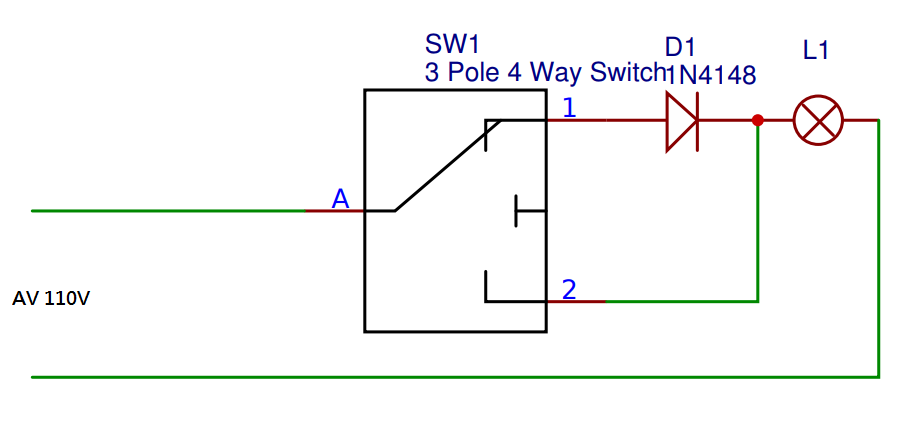 SW1
3 Pole 4 Way Switch
D1
1N4148
L1
1
A
2
AV 110V